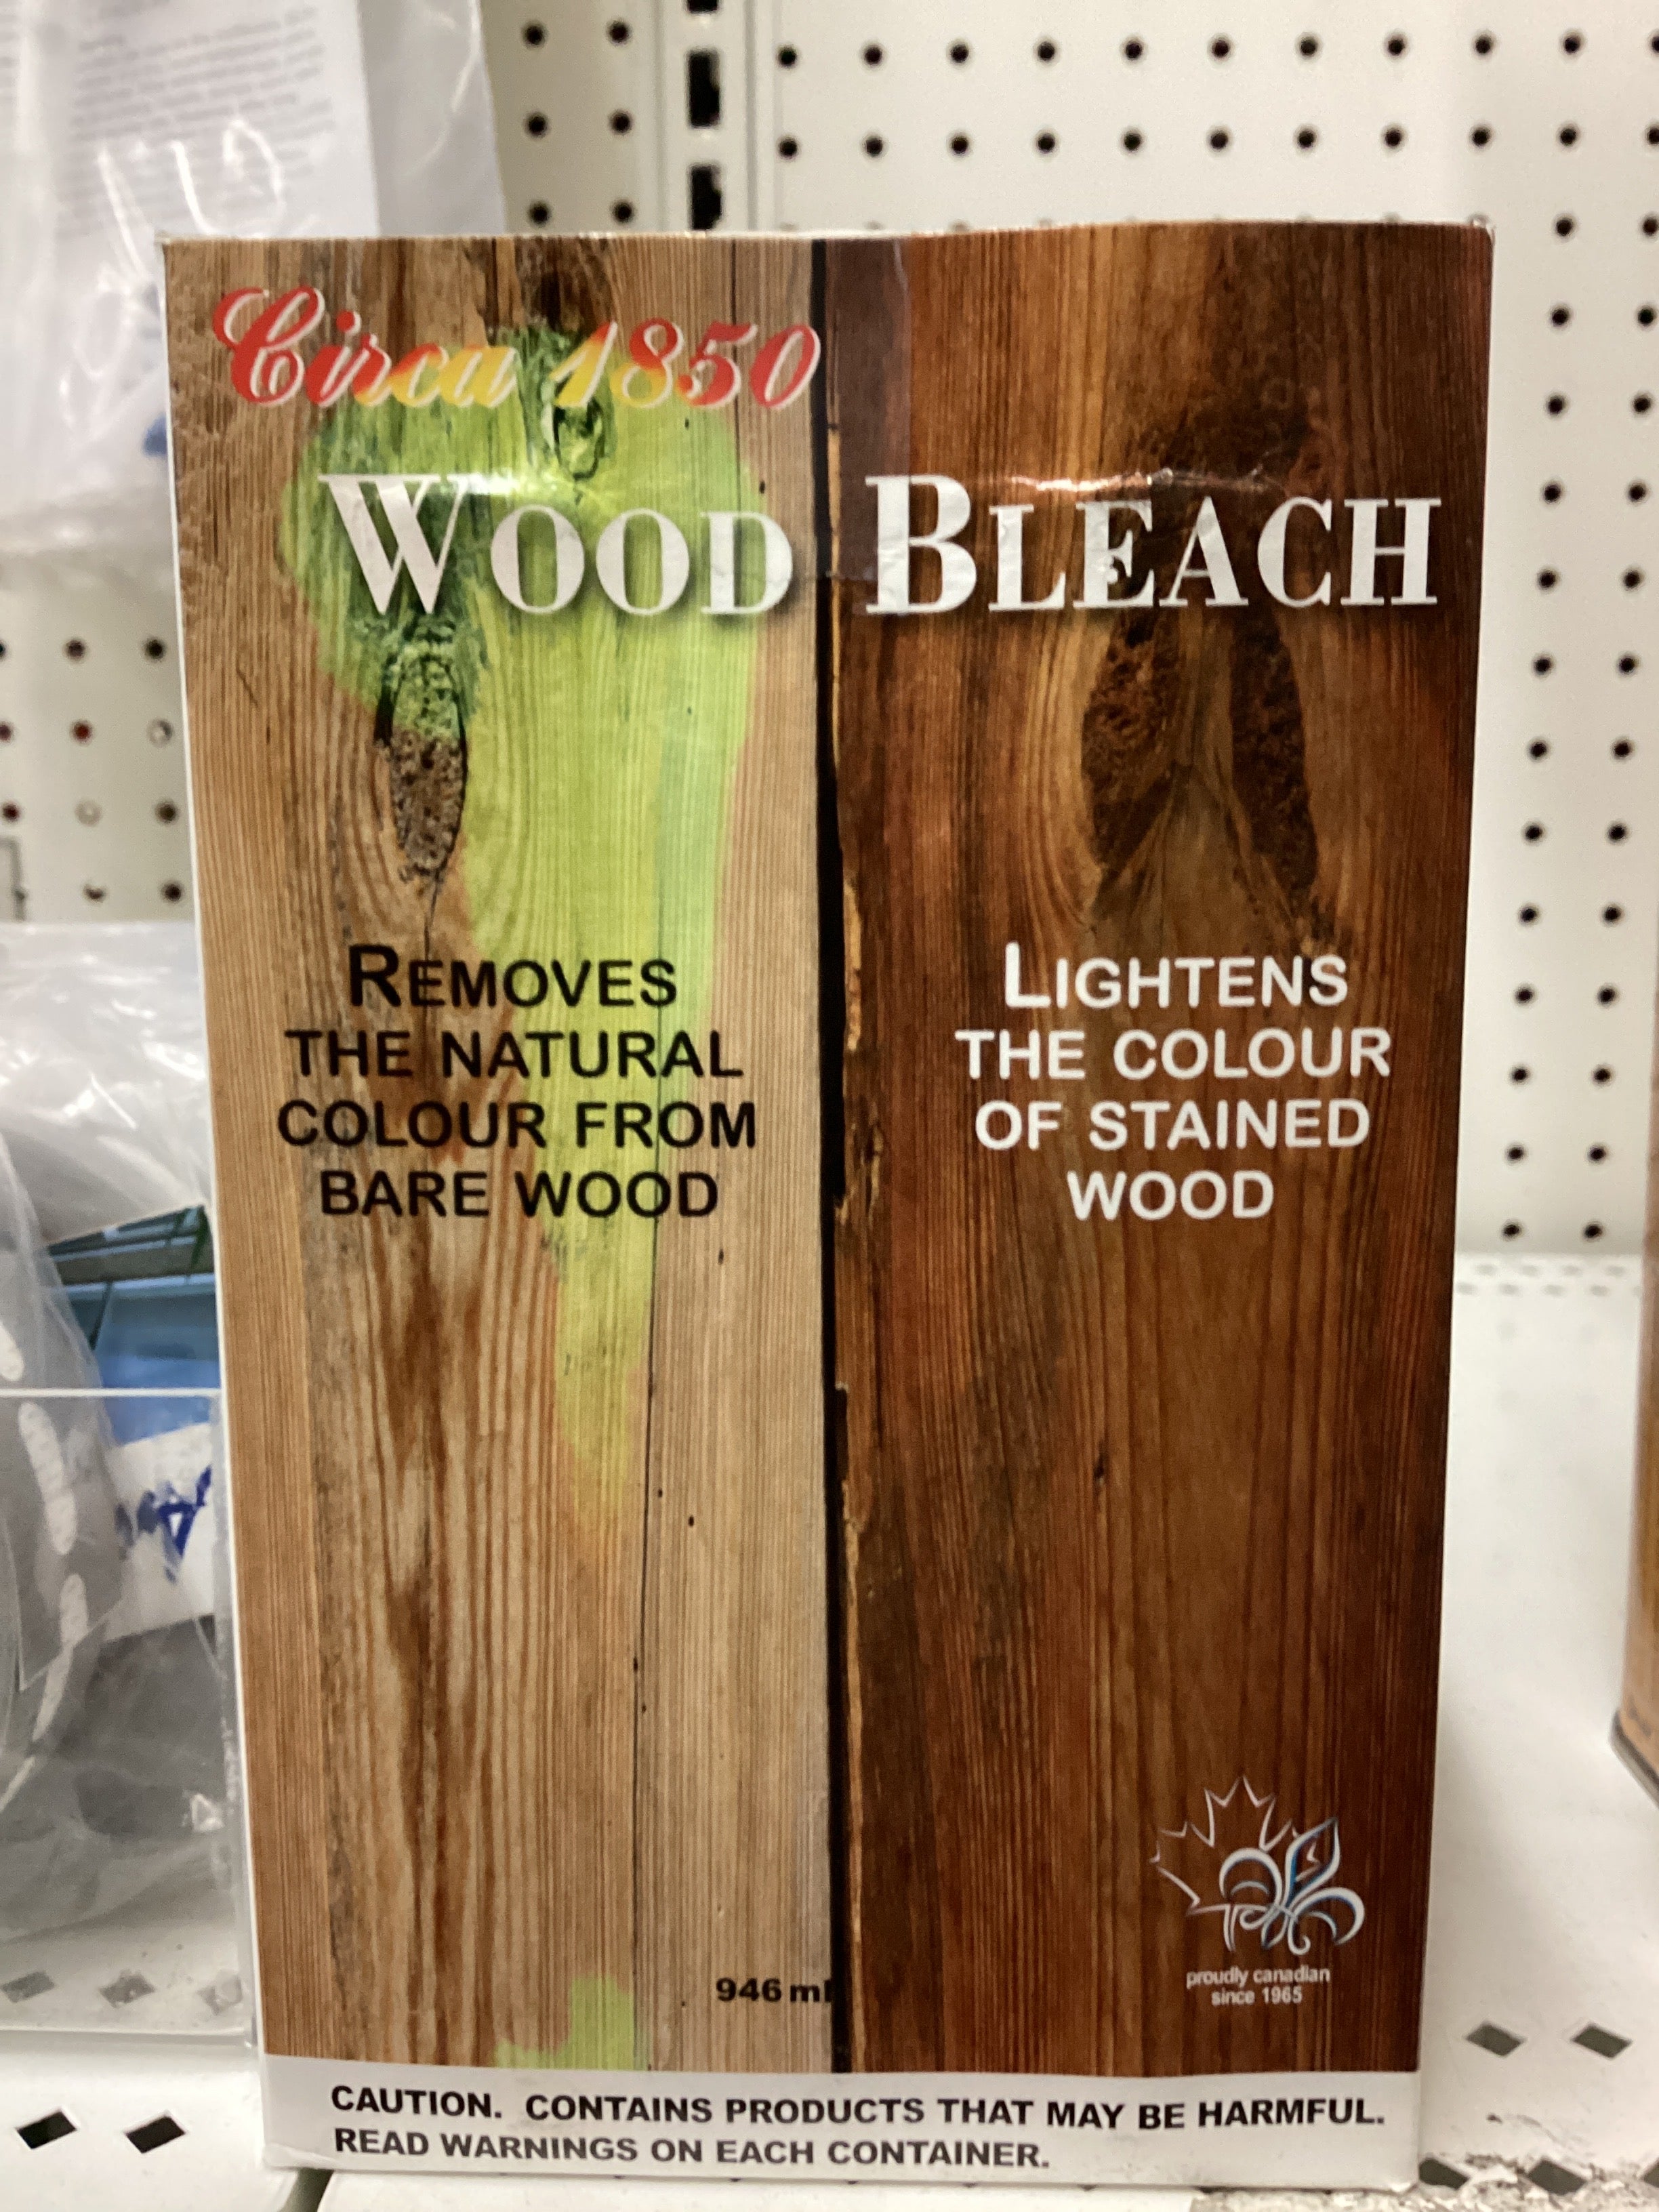 Circa 1850
WOOD BLEACH
REMOVES
THE NATURAL
COLOUR FROM
BARE WOOD
LIGHTENS
THE COLOUR
OF STAINED
WOOD
946 ml
proudly canadian
since 1965
CAUTION. CONTAINS PRODUCTS THAT MAY BE HARMFUL.
READ WARNINGS ON EACH CONTAINER.